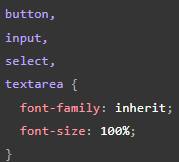 button,
input,
select,
textarea {
  font-family: inherit;
  font-size: 100%;
}